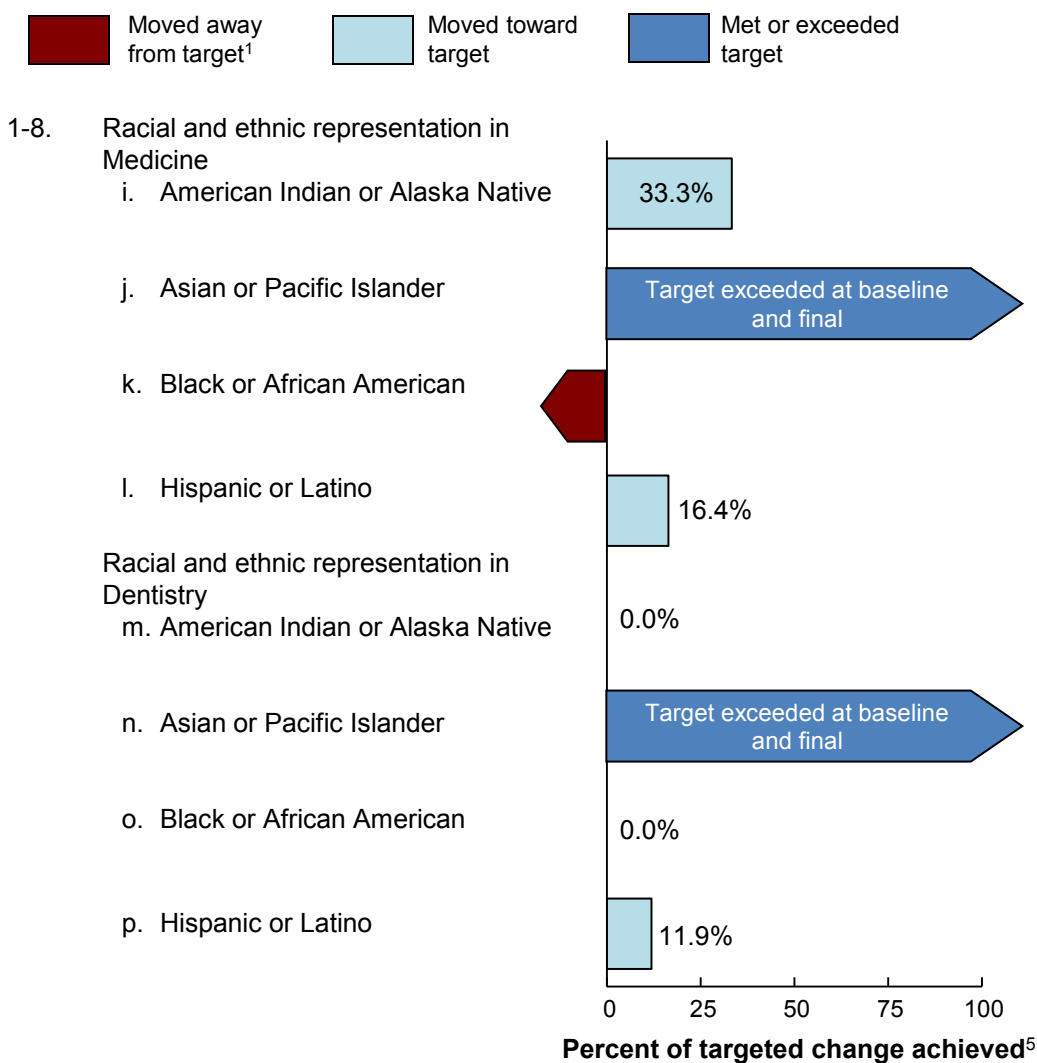 Moved away
from target¹
Moved toward
target
Met or exceeded
target
1-8. Racial and ethnic representation in
Medicine
i. American Indian or Alaska Native
33.3%
j. Asian or Pacific Islander
Target exceeded at baseline
and final
k. Black or African American
l. Hispanic or Latino
16.4%
Racial and ethnic representation in
Dentistry
m. American Indian or Alaska Native
0.0%
n. Asian or Pacific Islander
Target exceeded at baseline
and final
o. Black or African American
0.0%
p. Hispanic or Latino
11.9%
0 25 50 75 100
Percent of targeted change achieved⁵